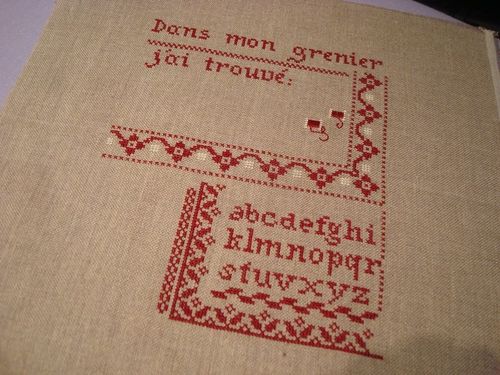 Dans mon grenier
j'ai trouvé:
abcdefghi
klmnopqr
stuvxyz